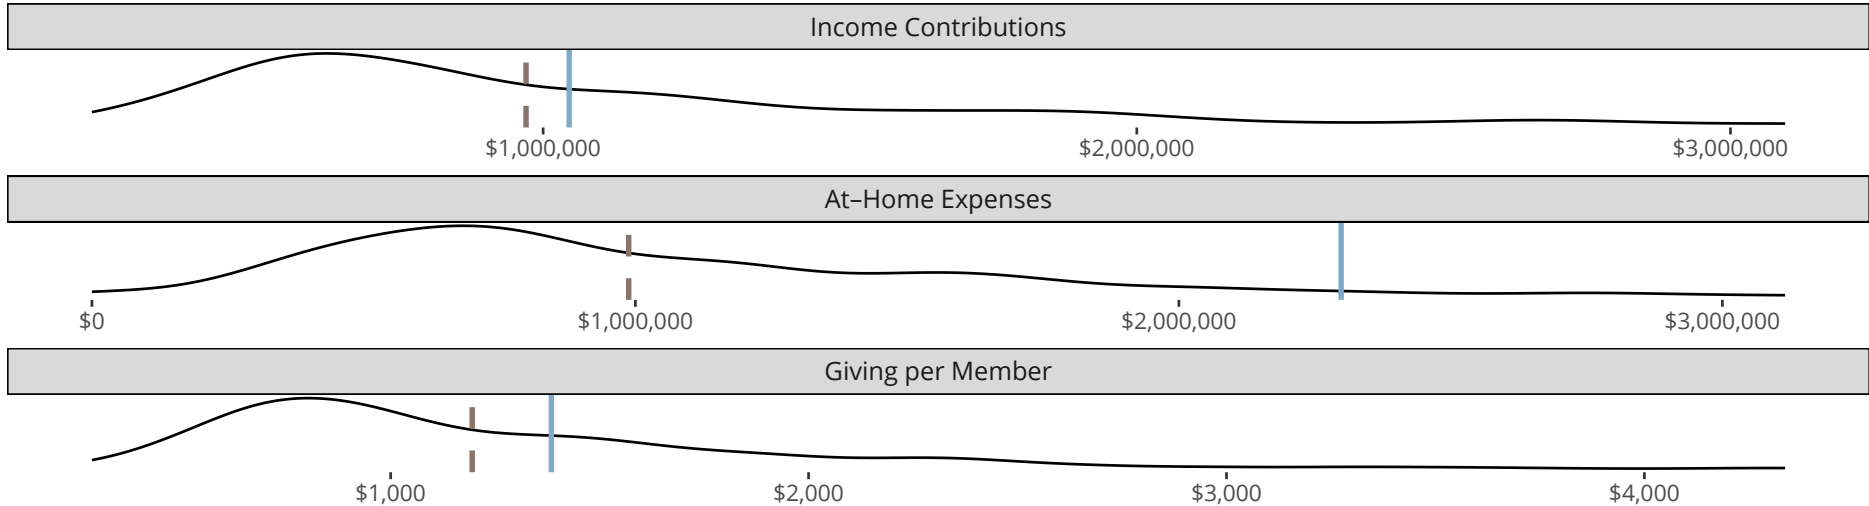 Income Contributions
$1,000,000 $2,000,000 $3,000,000
At–Home Expenses
$0 $1,000,000 $2,000,000 $3,000,000
Giving per Member
$1,000 $2,000 $3,000 $4,000